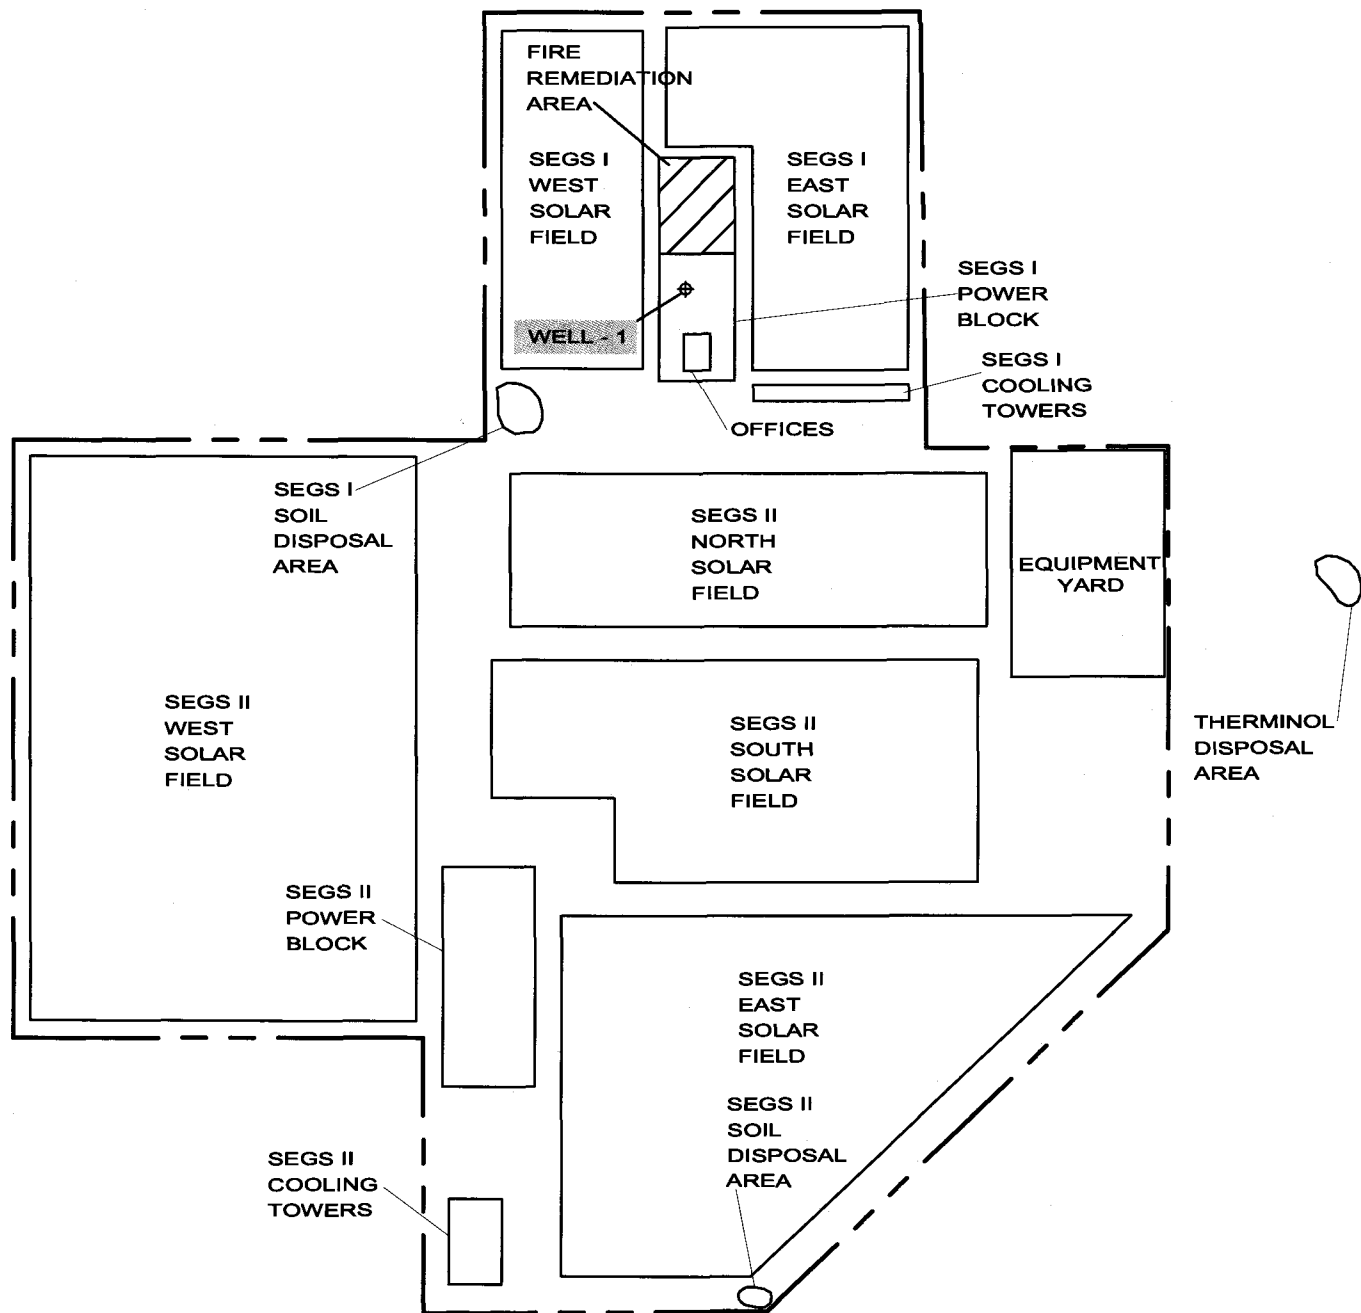 FIRE
REMEDIATION
AREA
SEGS I
WEST
SOLAR
FIELD
SEGS I
EAST
SOLAR
FIELD
SEGS I
POWER
BLOCK
WELL - 1
SEGS I
COOLING
TOWERS
OFFICES
SEGS I
SOIL
DISPOSAL
AREA
SEGS II
NORTH
SOLAR
FIELD
EQUIPMENT
YARD
SEGS II
WEST
SOLAR
FIELD
SEGS II
SOUTH
SOLAR
FIELD
THERMINOL
DISPOSAL
AREA
SEGS II
POWER
BLOCK
SEGS II
EAST
SOLAR
FIELD
SEGS II
SOIL
DISPOSAL
AREA
SEGS II
COOLING
TOWERS